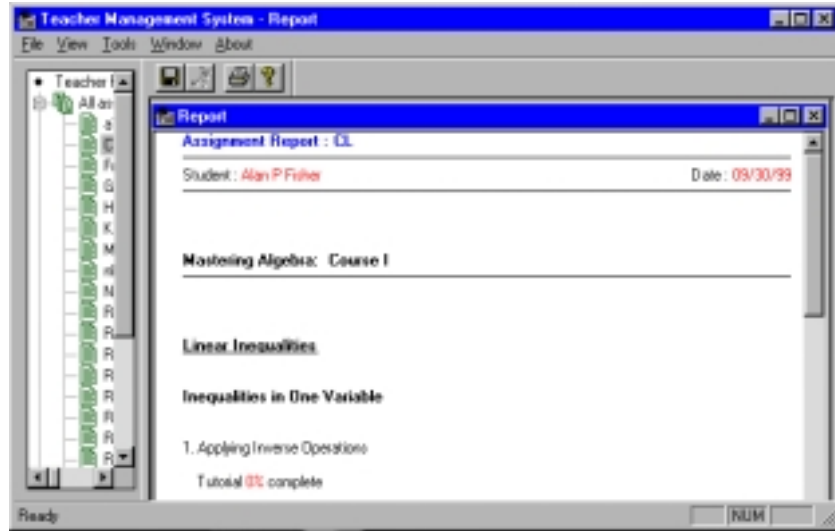 Teacher Management System - Report
File View Tools Window About
Teacher
All
Report
Assignment Report : CL
Student : Alan P Fisher Date : 09/30/99
Mastering Algebra: Course I
Linear Inequalities
Inequalities in One Variable
1. Applying Inverse Operations
Tutorial 0% complete
C
F
G
H
K.
M
N
R
R
R
R
R
R
R
R
Ready NUM